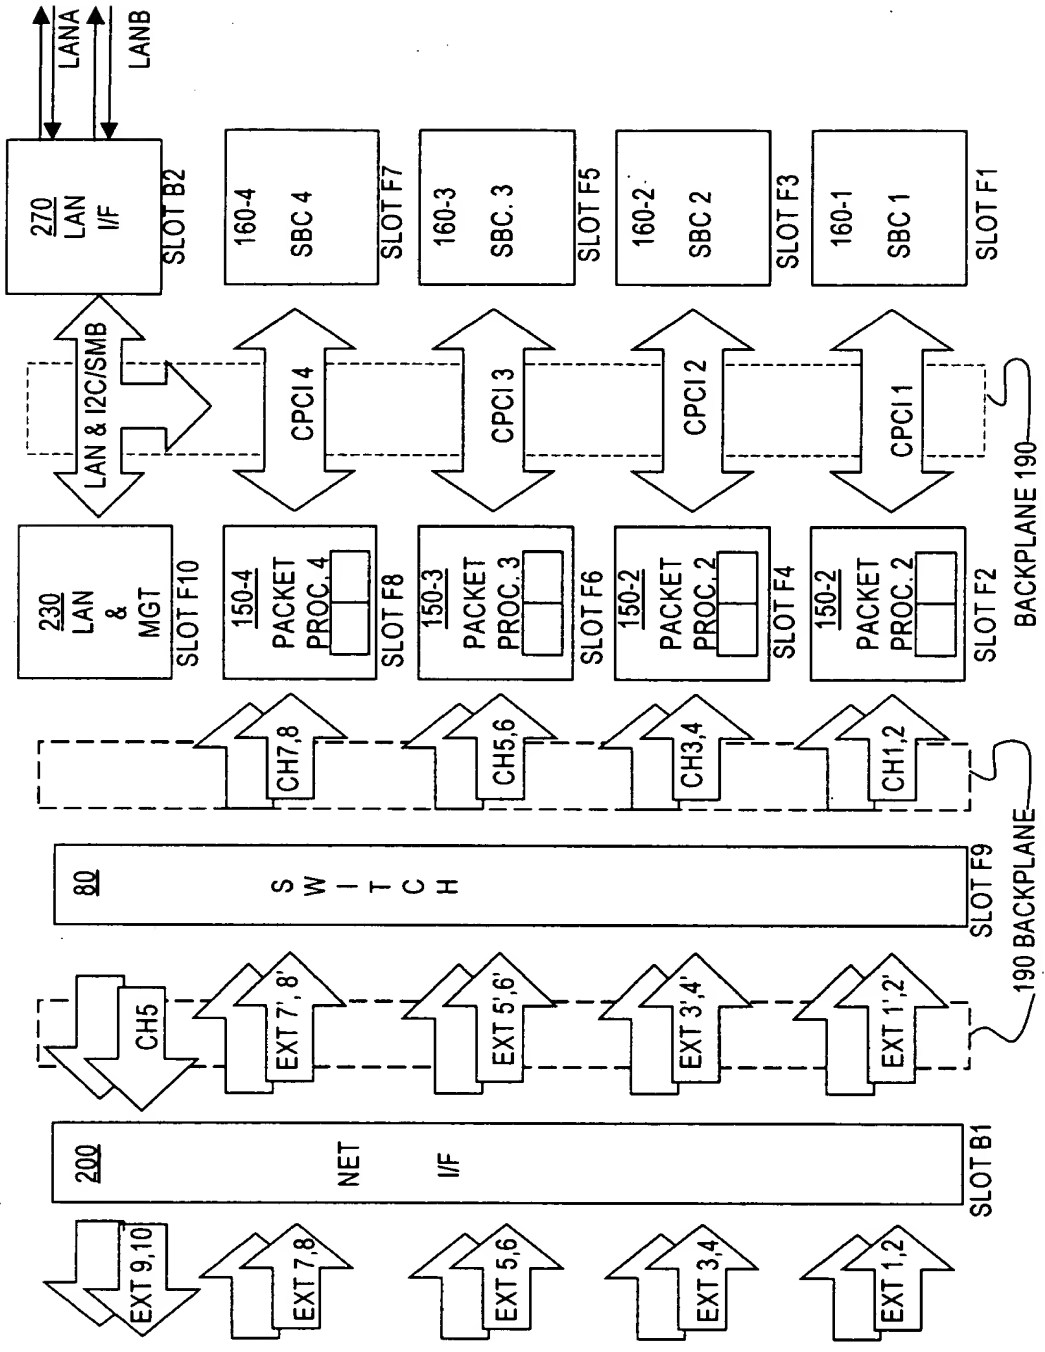 LANA
LANB
270
LAN
I/F
SLOT B2
160-4
SBC 4
SLOT F7
160-3
SBC. 3
SLOT F5
160-2
SBC 2
SLOT F3
160-1
SBC 1
SLOT F1
LAN & I2C/SMB
CPCI 4
CPCI 3
CPCI 2
CPCI 1
BACKPLANE 190
230
LAN
&
MGT
SLOT F10
150-4
PACKET
PROC. 4
SLOT F8
150-3
PACKET
PROC. 3
SLOT F6
150-2
PACKET
PROC. 2
SLOT F4
150-2
PACKET
PROC. 2
SLOT F2
CH7,8
CH5,6
CH3,4
CH1,2
190 BACKPLANE
80
SWITCH
SLOT F9
CH5
EXT 7', 8'
EXT 5',6'
EXT 3',4'
EXT 1',2'
200
NET
I/F
SLOT B1
EXT 9,10
EXT 7,8
EXT 5,6
EXT 3,4
EXT 1,2